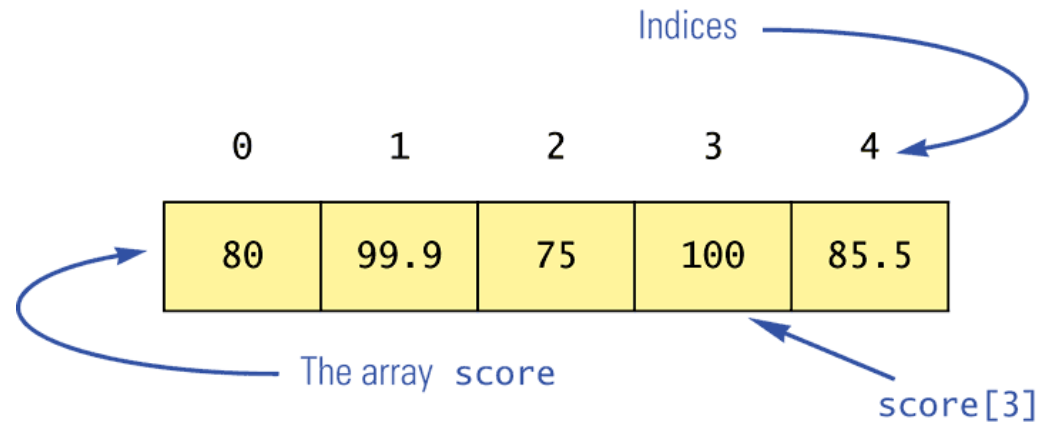 Indices
0 1 2 3 4
80 99.9 75 100 85.5
The array score
score[3]